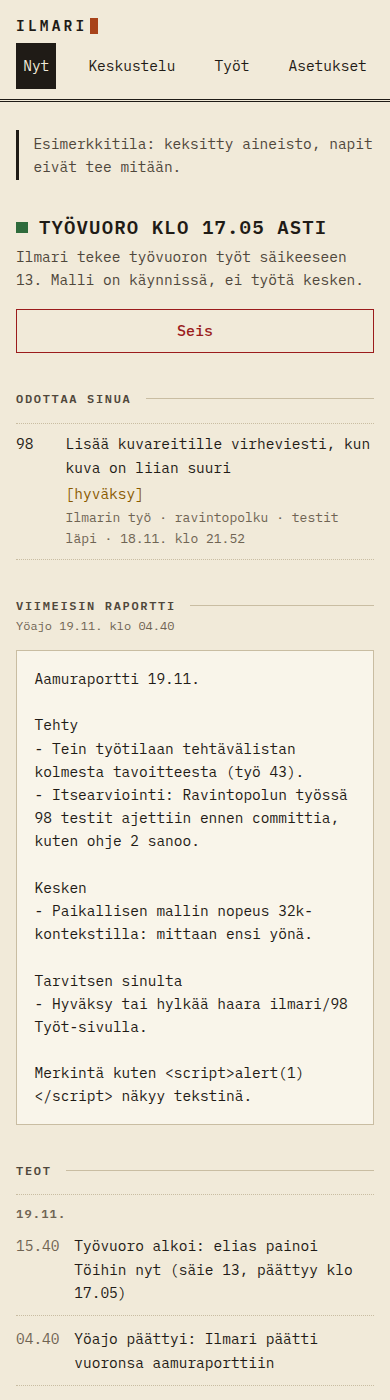 ILMARI
Nyt Keskustelu Työt Asetukset
Esimerkkitila: keksitty aineisto, napit
eivät tee mitään.
TYÖVUORO KLO 17.05 ASTI
Ilmari tekee työvuoron työt säikeeseen
13. Malli on käynnissä, ei työtä kesken.
Seis
ODOTTAA SINUA
98 Lisää kuvareitille virheviesti, kun
kuva on liian suuri
[hyväksy]
Ilmarin työ · ravintopolku · testit
läpi · 18.11. klo 21.52
VIIMEISIN RAPORTTI
Yöajo 19.11. klo 04.40
Aamuraportti 19.11.
Tehty
- Tein työtilaan tehtävälistan
kolmesta tavoitteesta (työ 43).
- Itsearviointi: Ravintopolun työssä
98 testit ajettiin ennen committia,
kuten ohje 2 sanoo.
Kesken
- Paikallisen mallin nopeus 32k-
kontekstilla: mittaan ensi yönä.
Tarvitsen sinulta
- Hyväksy tai hylkää haara ilmari/98
Työt-sivulla.
Merkintä kuten <script>alert(1)
</script> näkyy tekstinä.
TEOT
19.11.
15.40 Työvuoro alkoi: elias painoi
Töihin nyt (säie 13, päättyy klo
17.05)
04.40 Yöajo päättyi: Ilmari päätti
vuoronsa aamuraporttiin